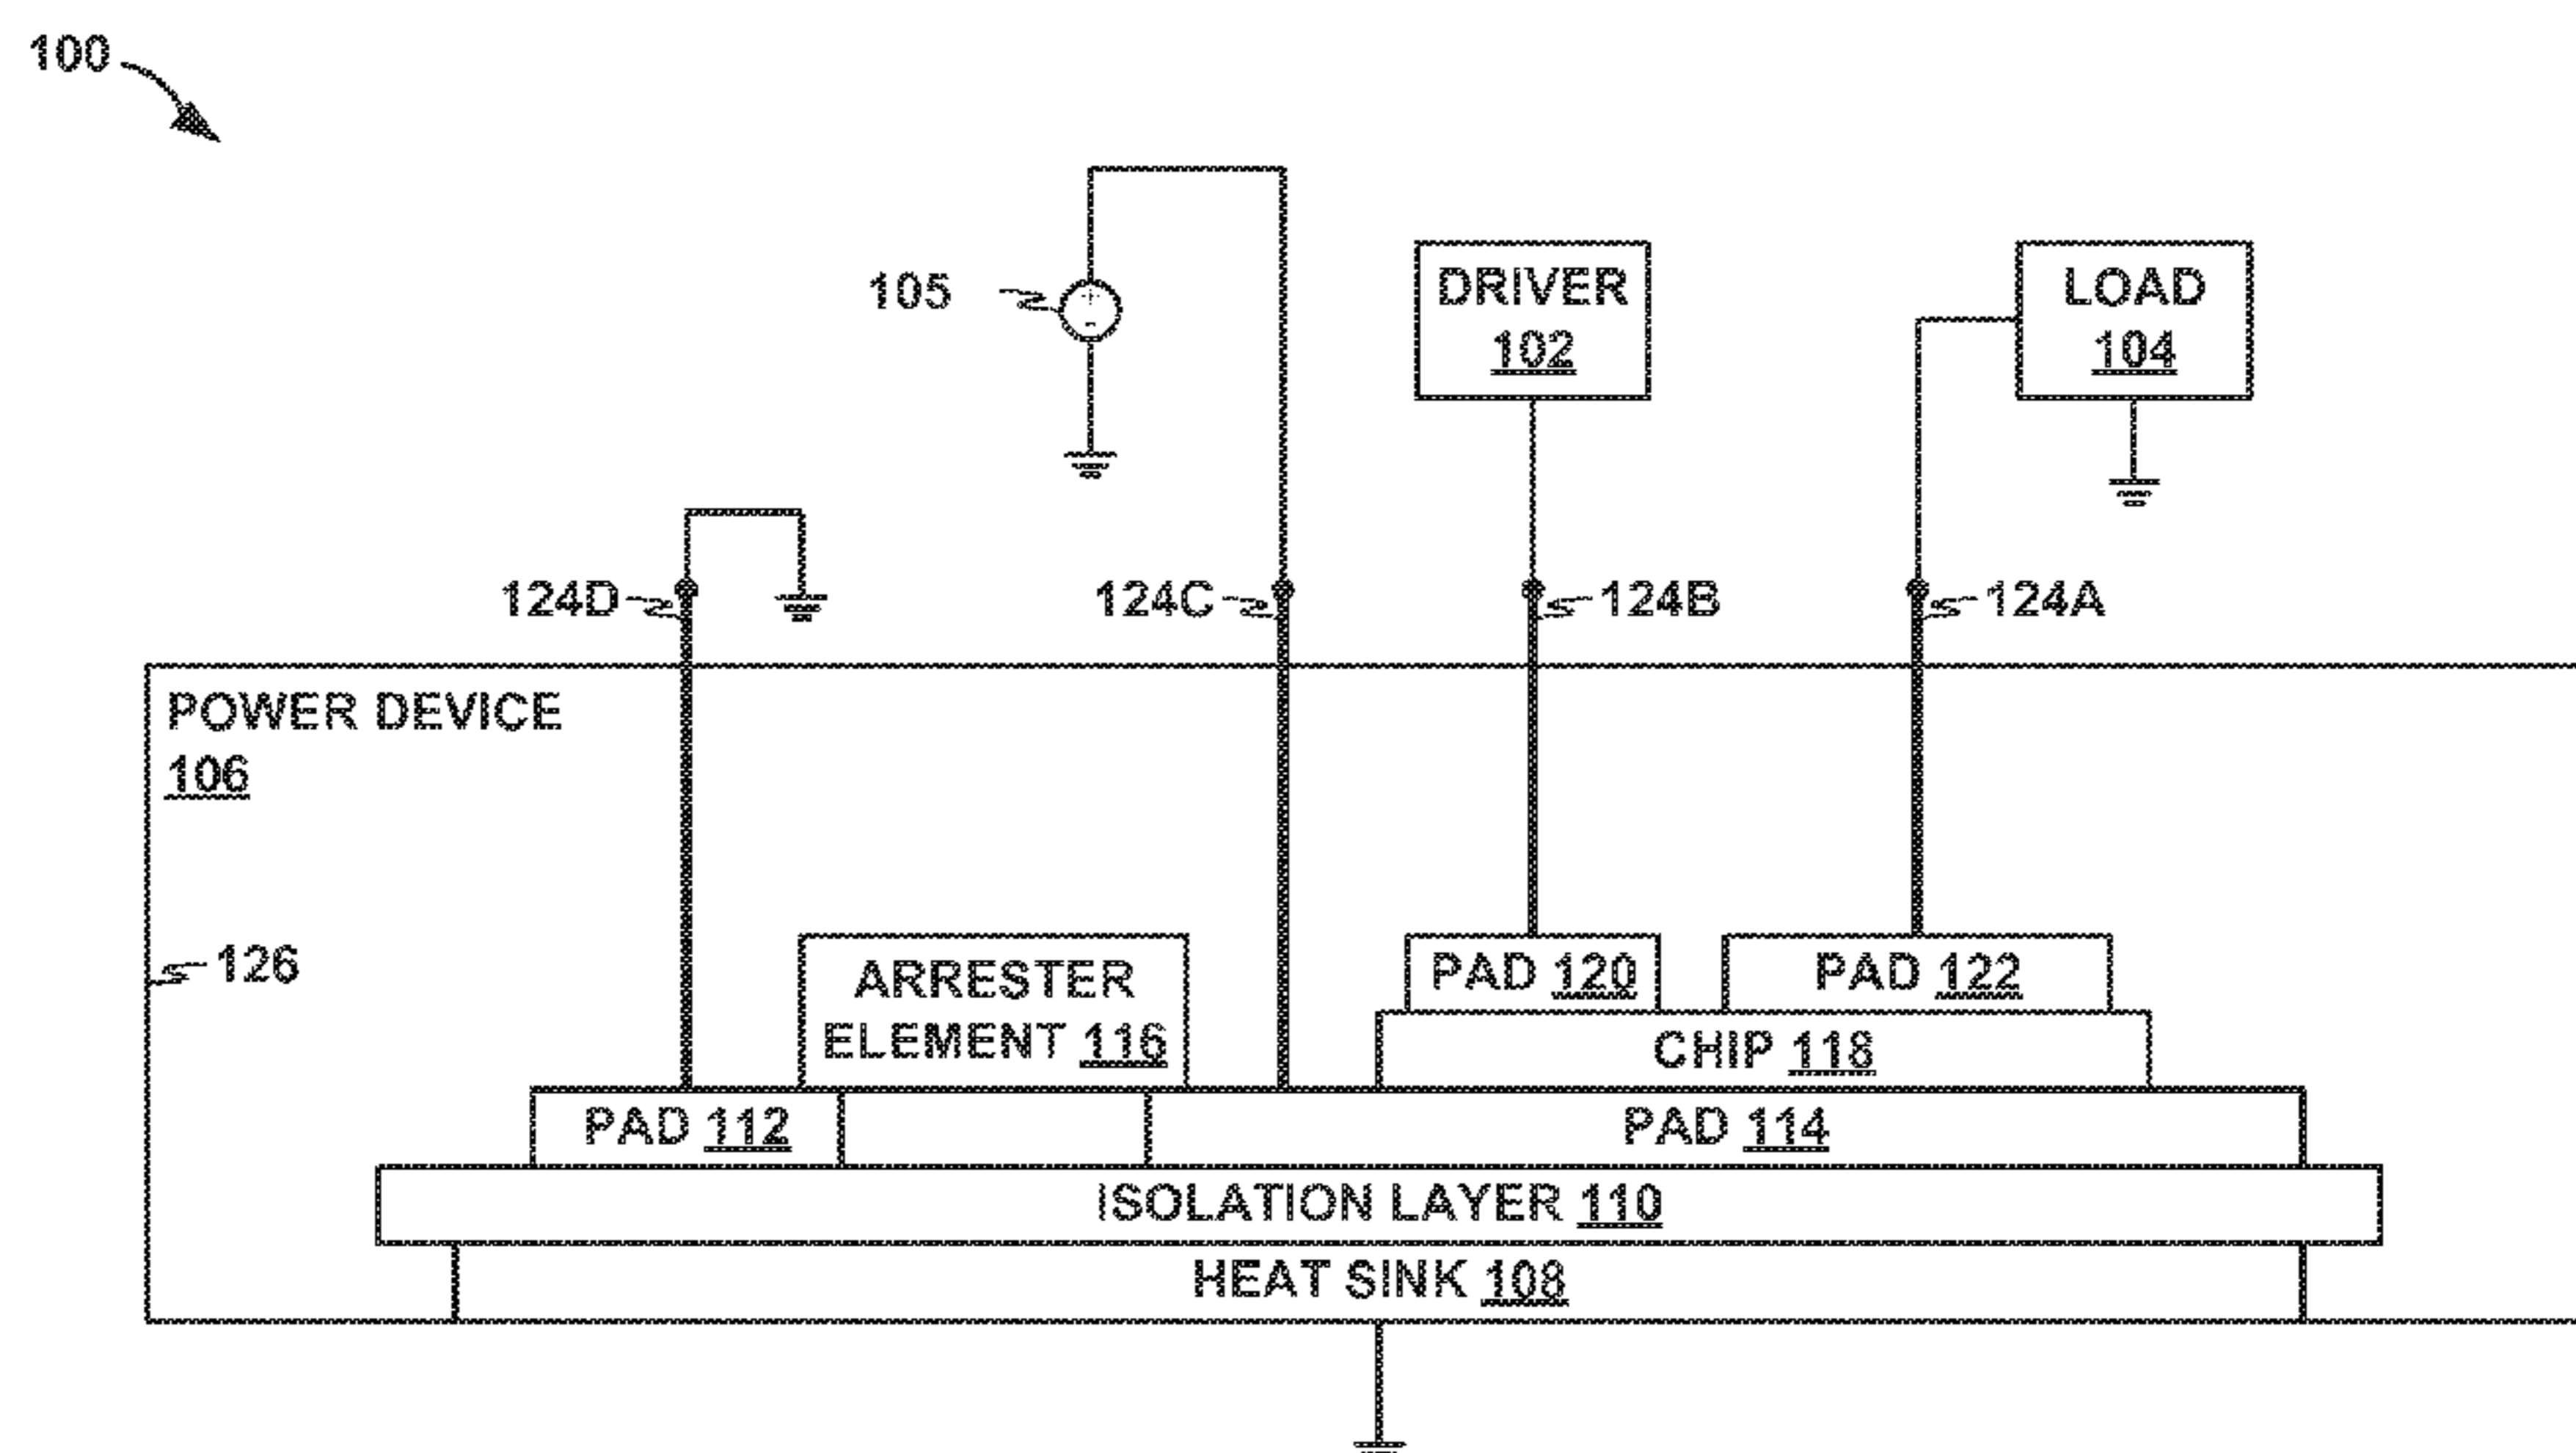 100
105
DRIVER
102
LOAD
104
124D
124C
124B
124A
POWER DEVICE
106
126
ARRESTER
ELEMENT 116
PAD 120
PAD 122
CHIP 118
PAD 112
PAD 114
ISOLATION LAYER 110
HEAT SINK 108